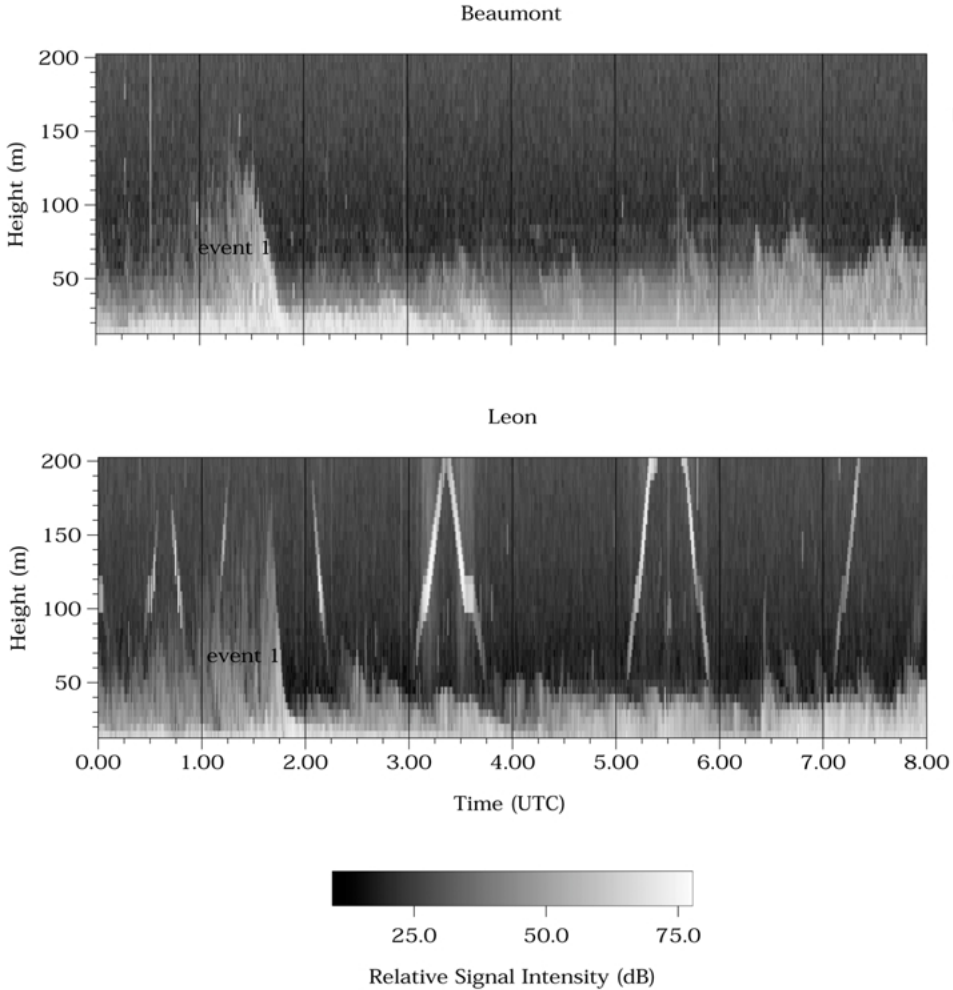 Beaumont
200
150
100
50
Height (m)
event 1
Leon
200
150
100
50
Height (m)
event 1
0.00 1.00 2.00 3.00 4.00 5.00 6.00 7.00 8.00
Time (UTC)
25.0 50.0 75.0
Relative Signal Intensity (dB)